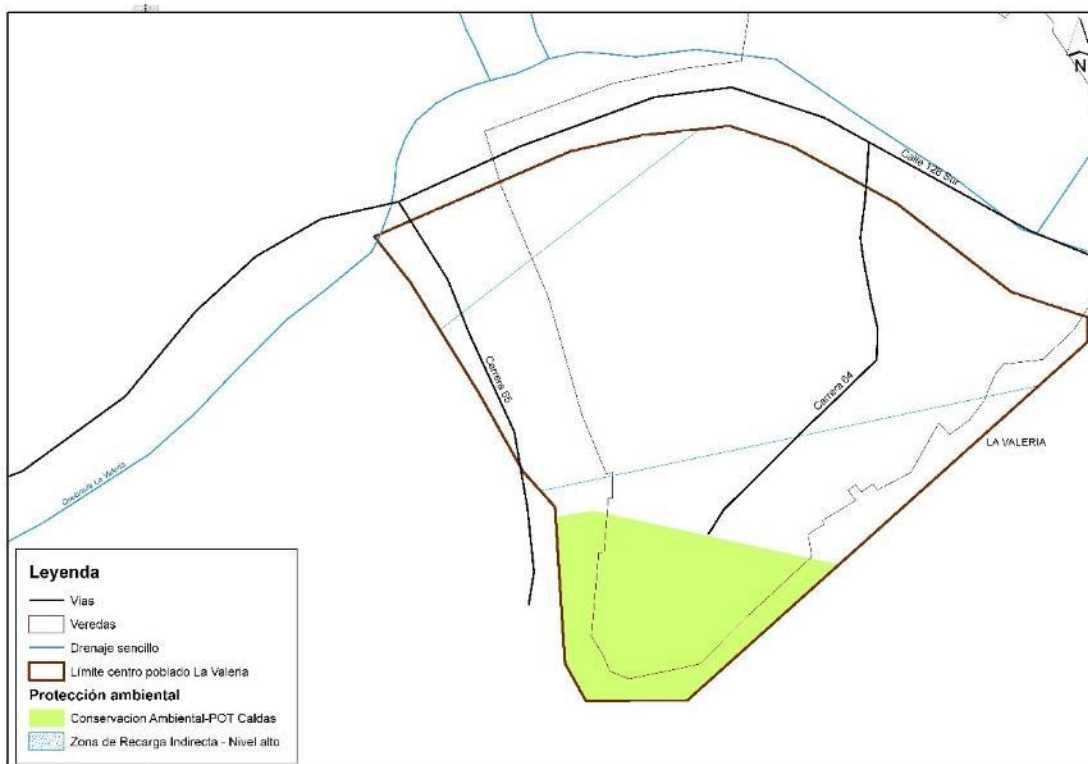 N
Calle 128 Sur
Carrera 65
Carrera 64
LA VALERIA
Quebrada La Valeria
Leyenda
Vias
Veredas
Drenaje sencillo
Límite centro poblado La Valeria
Protección ambiental
Conservacion Ambiental-POT Caldas
Zona de Recarga Indirecta - Nivel alto